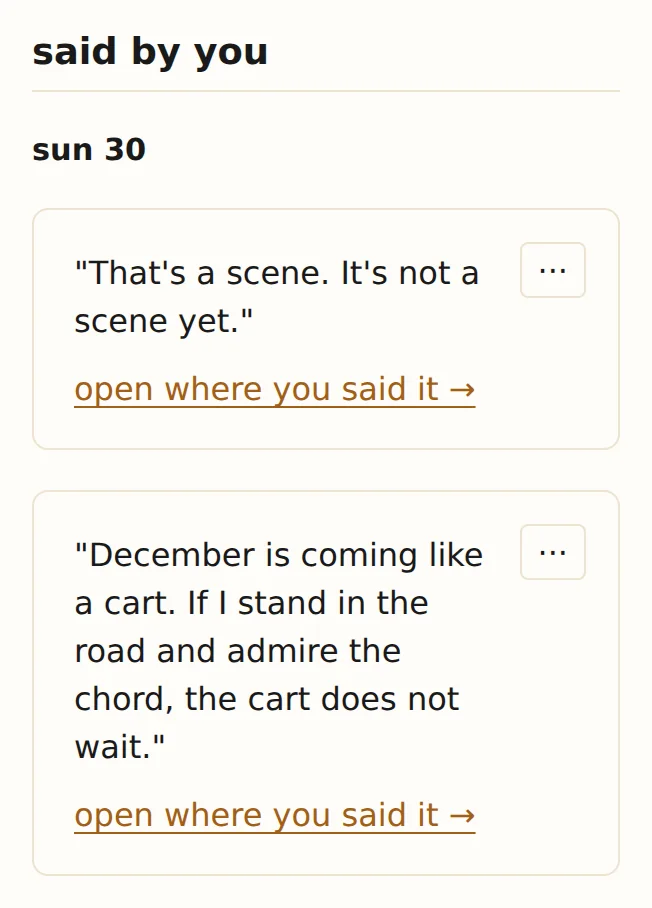 said by you
sun 30
"That's a scene. It's not a
scene yet."
...
open where you said it →
"December is coming like
a cart. If I stand in the
road and admire the
chord, the cart does not
wait."
...
open where you said it →